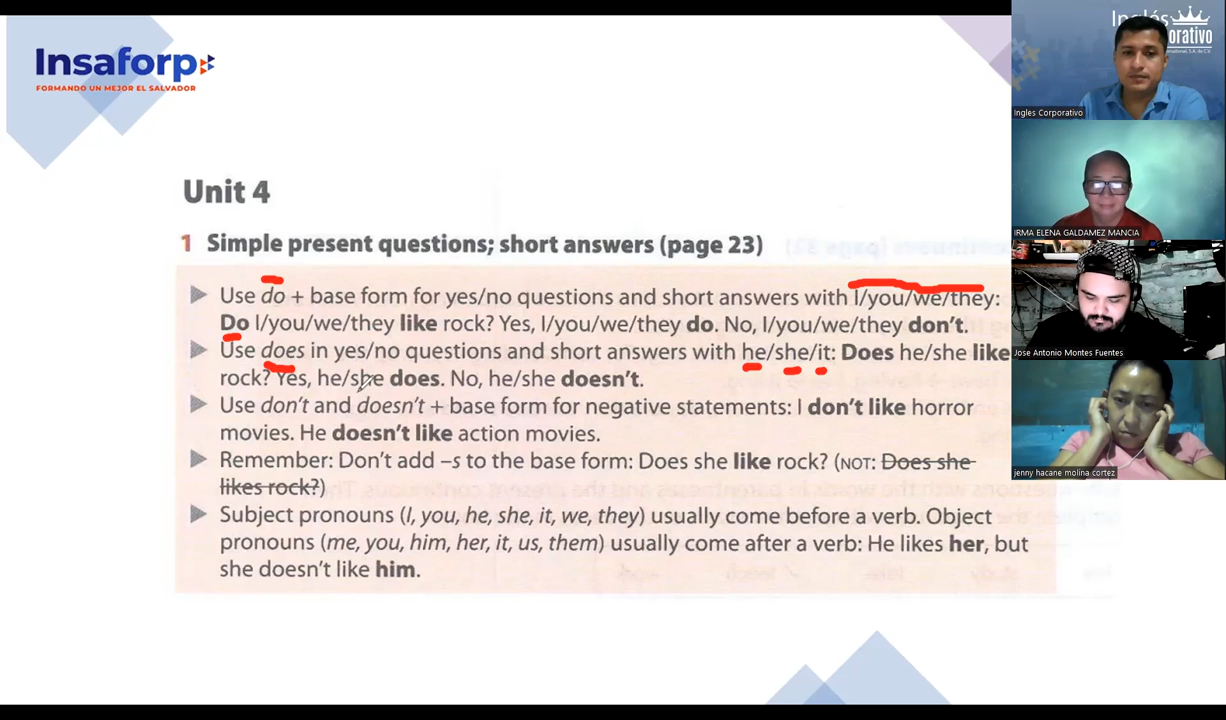 Insaforp
FORMANDO UN MEJOR EL SALVADOR
Unit 4
1 Simple present questions; short answers (page 23)
Use do + base form for yes/no questions and short answers with I/you/we/they:
Do I/you/we/they like rock? Yes, I/you/we/they do. No, I/you/we/they don't.
Use does in yes/no questions and short answers with he/she/it: Does he/she like
rock? Yes, he/she does. No, he/she doesn't.
Use don't and doesn't + base form for negative statements: I don't like horror
movies. He doesn't like action movies.
Remember: Don't add –s to the base form: Does she like rock? (NOT: Does she
likes rock?)
Subject pronouns (I, you, he, she, it, we, they) usually come before a verb. Object
pronouns (me, you, him, her, it, us, them) usually come after a verb: He likes her, but
she doesn't like him.
Ingles Corporativo
IRMA ELENA GALDAMEZ MANCIA
Jose Antonio Montes Fuentes
jenny hacane molina cortez